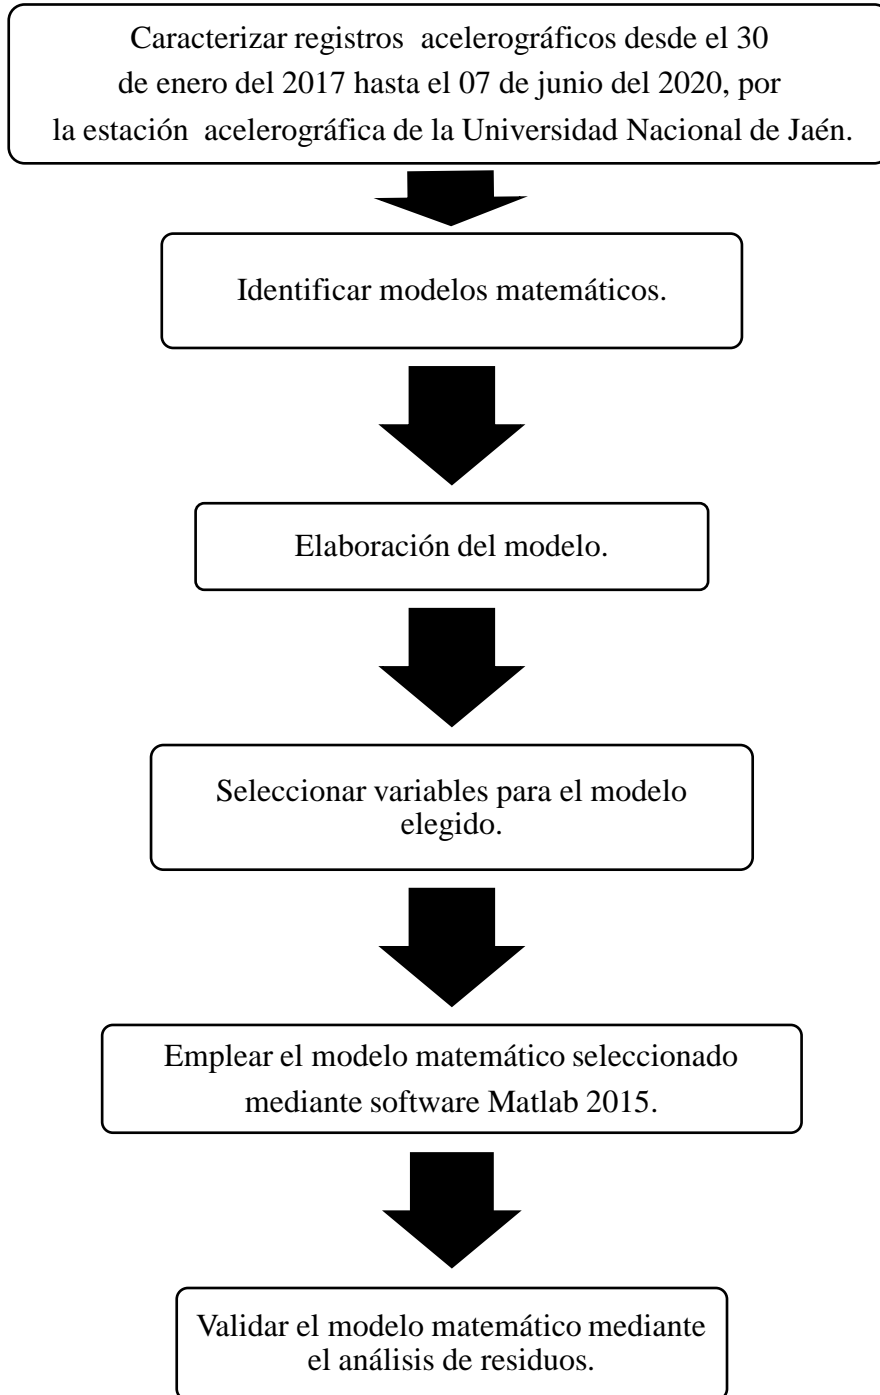 Caracterizar registros acelerográficos desde el 30
de enero del 2017 hasta el 07 de junio del 2020, por
la estación acelerográfica de la Universidad Nacional de Jaén.
Identificar modelos matemáticos.
Elaboración del modelo.
Seleccionar variables para el modelo
elegido.
Emplear el modelo matemático seleccionado
mediante software Matlab 2015.
Validar el modelo matemático mediante
el análisis de residuos.